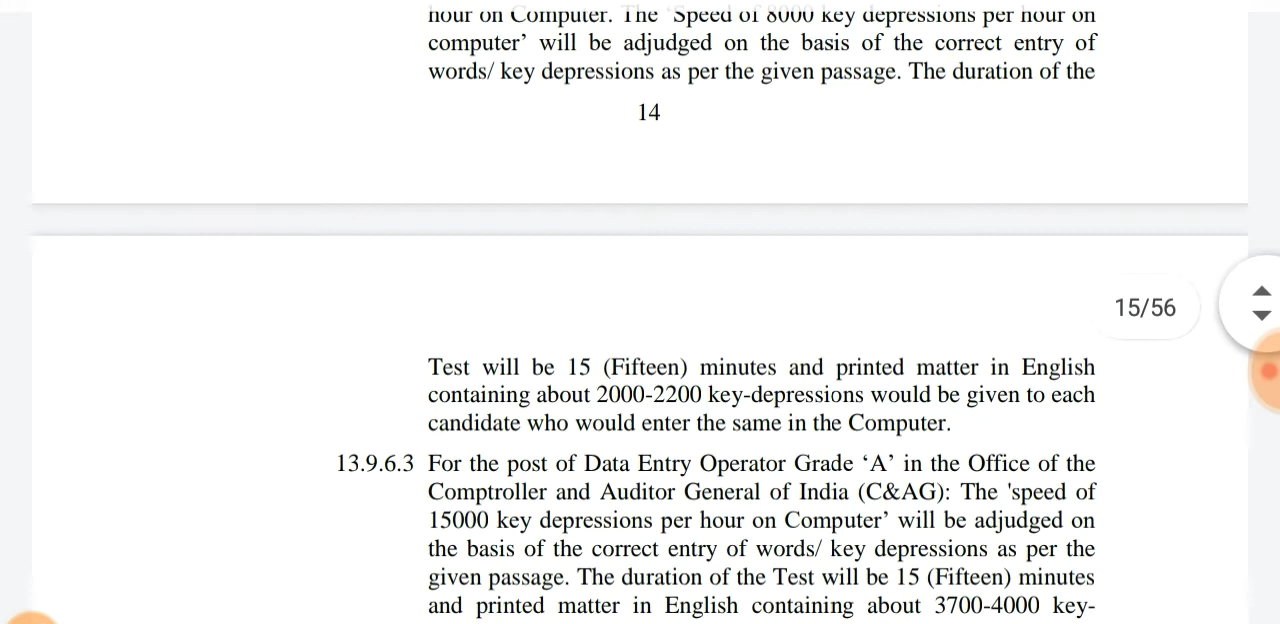 hour on Computer. The 'Speed of 8000 key depressions per hour on
computer’ will be adjudged on the basis of the correct entry of
words/ key depressions as per the given passage. The duration of the
14
15/56
Test will be 15 (Fifteen) minutes and printed matter in English
containing about 2000-2200 key-depressions would be given to each
candidate who would enter the same in the Computer.
13.9.6.3 For the post of Data Entry Operator Grade ‘A’ in the Office of the
Comptroller and Auditor General of India (C&AG): The 'speed of
15000 key depressions per hour on Computer’ will be adjudged on
the basis of the correct entry of words/ key depressions as per the
given passage. The duration of the Test will be 15 (Fifteen) minutes
and printed matter in English containing about 3700-4000 key-